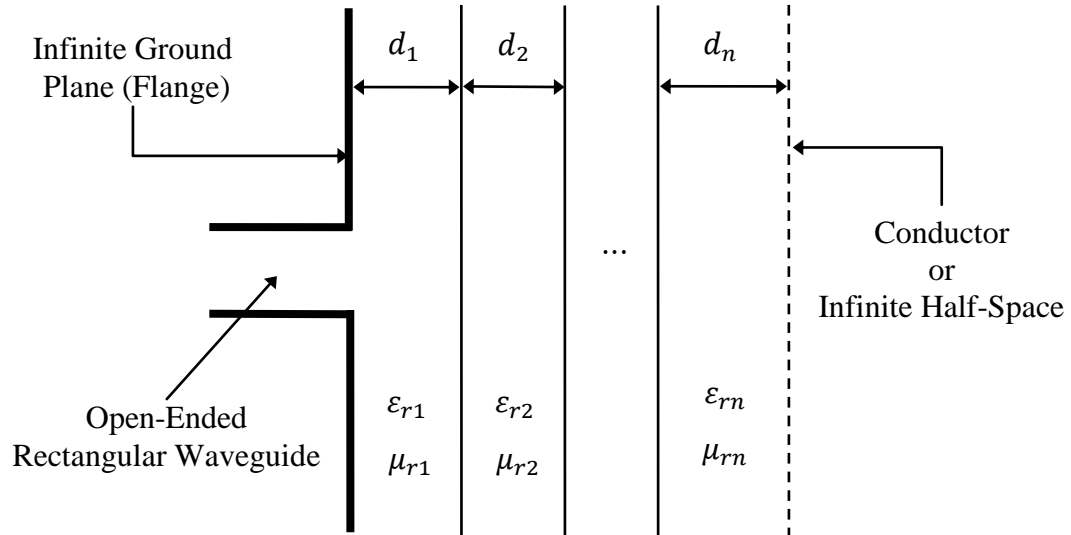 Infinite Ground
Plane (Flange)
d₁
d₂
dₙ
...
Conductor
or
Infinite Half-Space
Open-Ended
Rectangular Waveguide
εᵣ₁
μᵣ₁
εᵣ₂
μᵣ₂
εᵣₙ
μᵣₙ